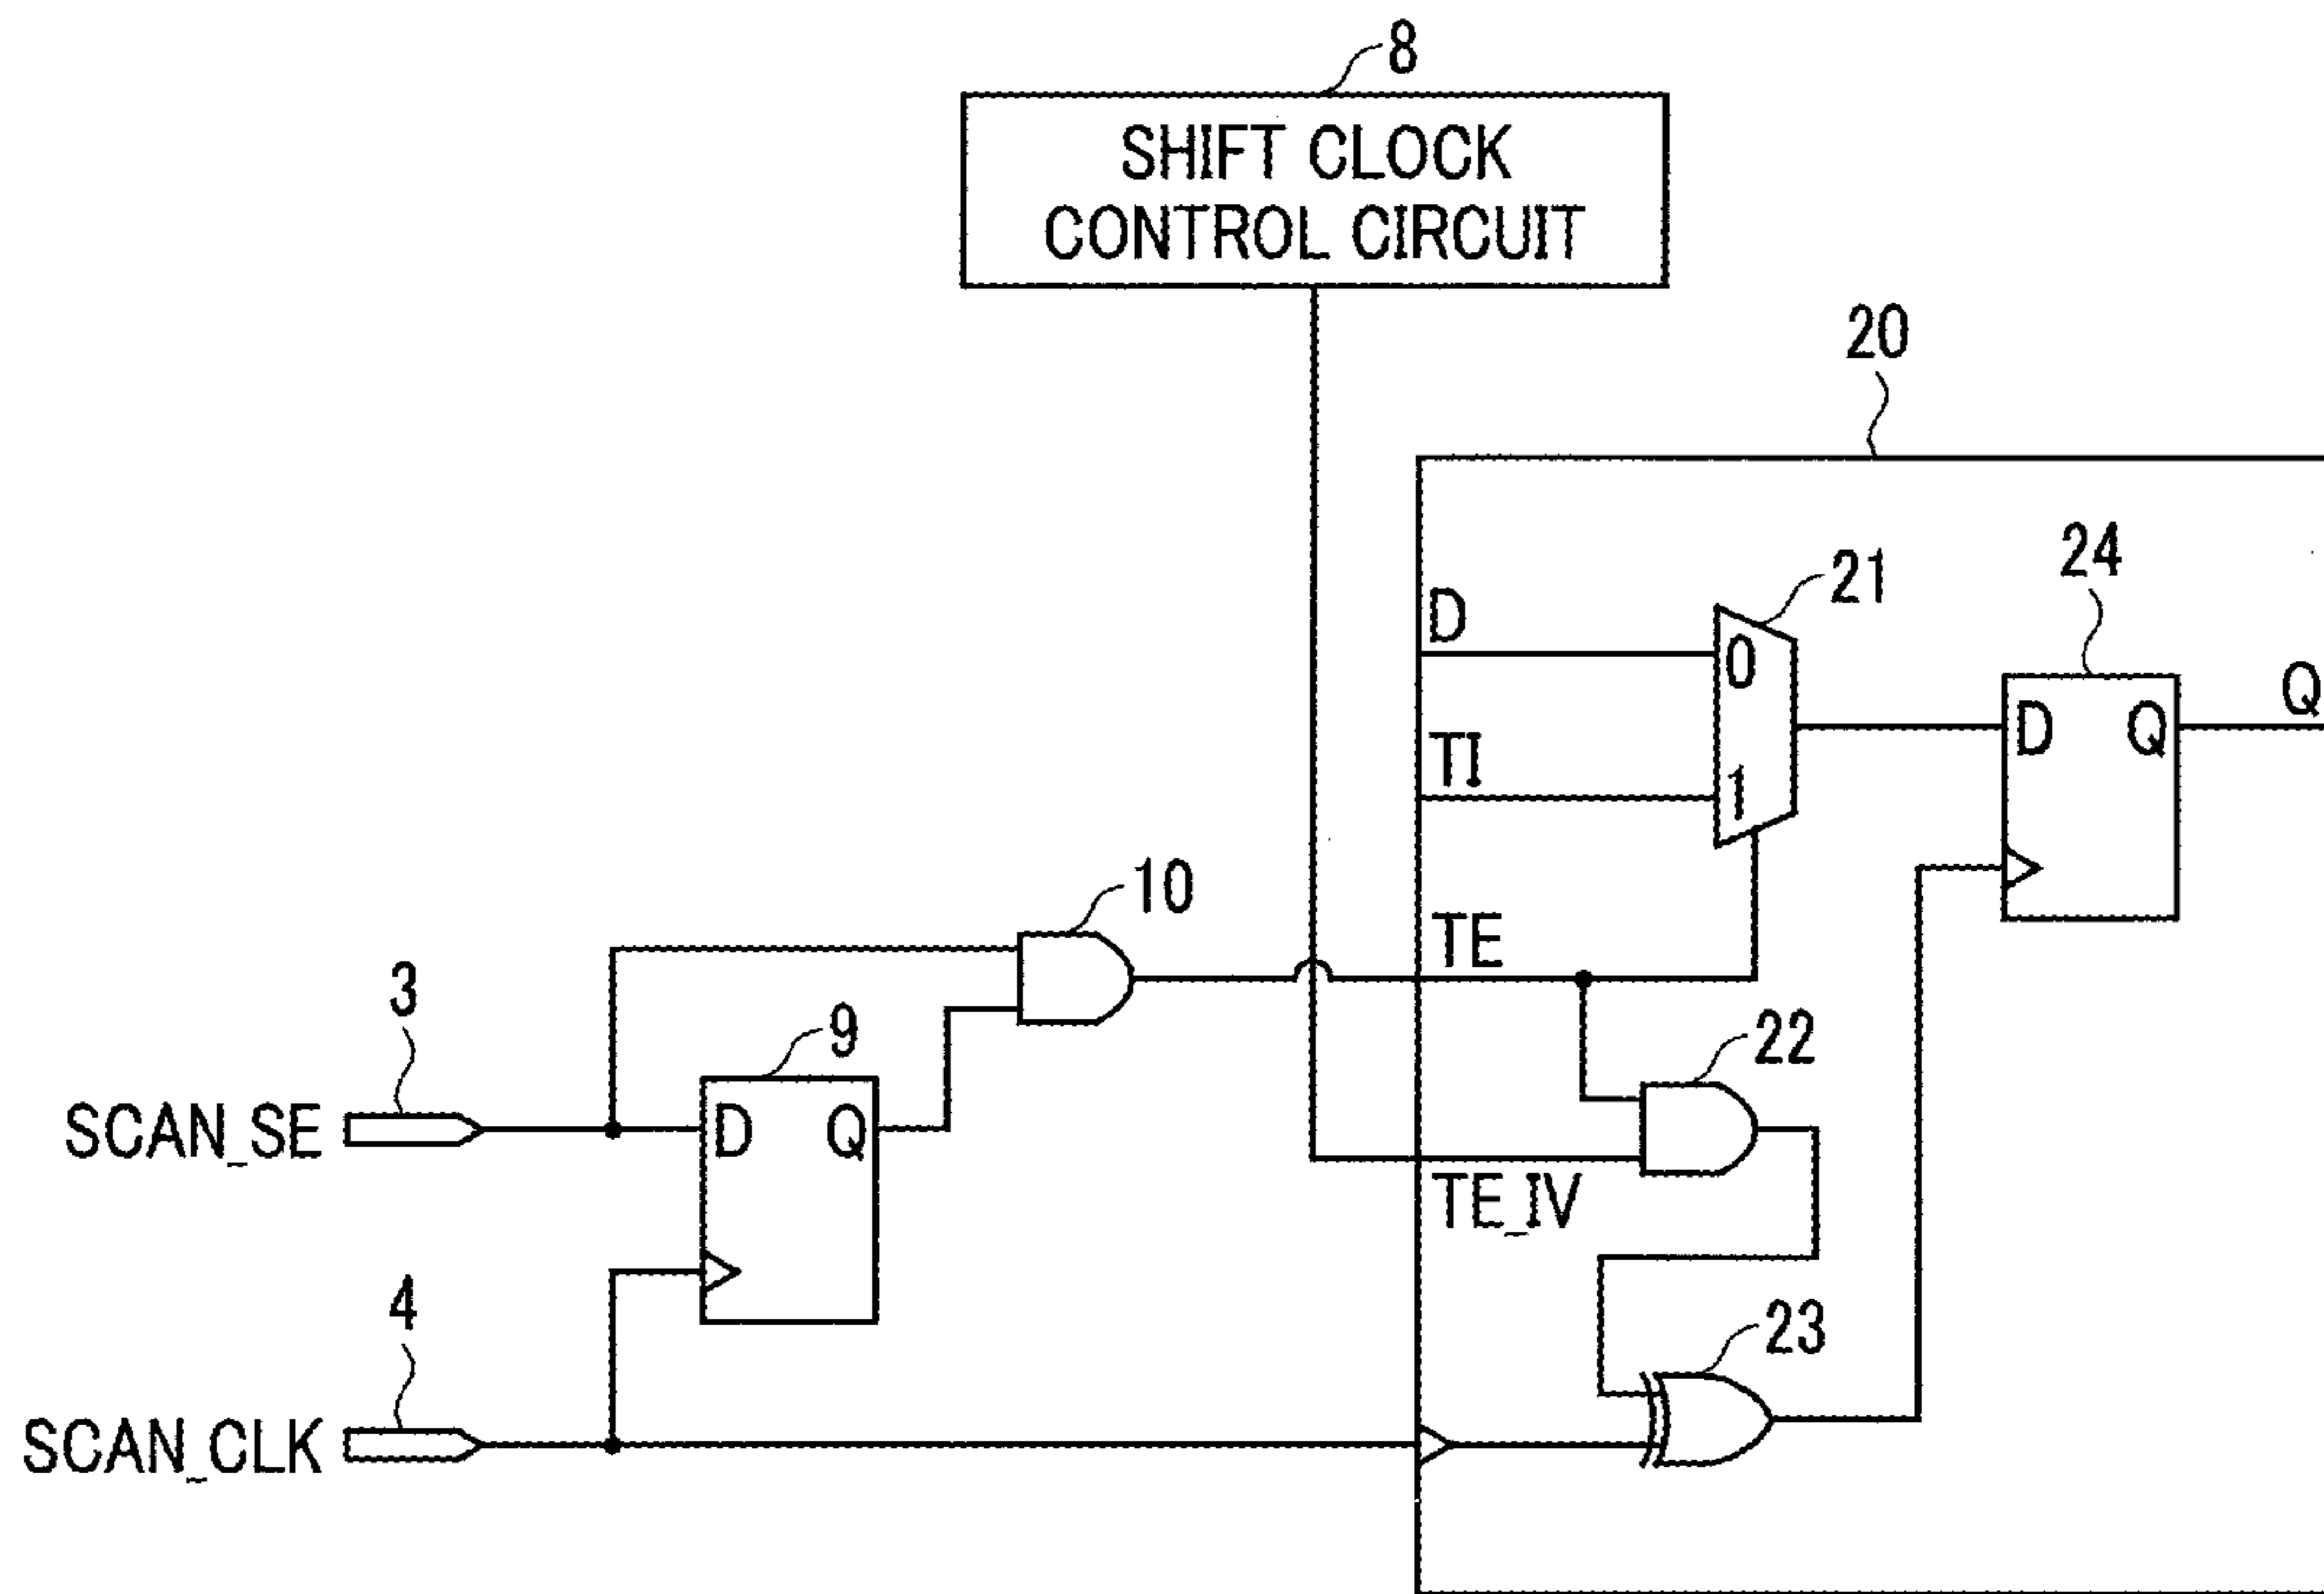 8
SHIFT CLOCK
CONTROL CIRCUIT
20
24
21
D
0
Q
D Q
TI
1
10
TE
3
9
22
SCAN_SE
D Q
TE_IV
4
23
SCAN_CLK